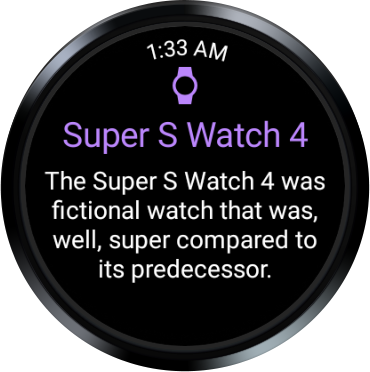 1:33 AM
Super S Watch 4
The Super S Watch 4 was
fictional watch that was,
well, super compared to
its predecessor.